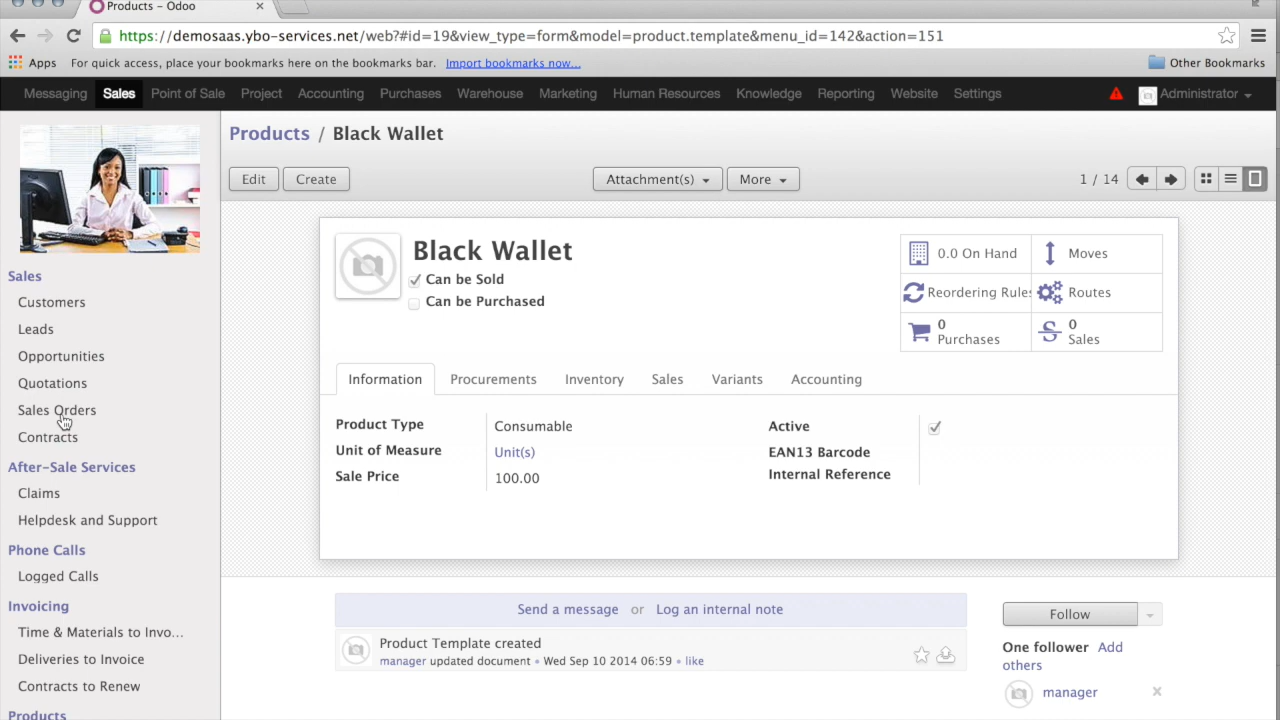 Products – Odoo
https://demosaas.ybo-services.net/web?#id=19&view_type=form&model=product.template&menu_id=142&action=151
Apps For quick access, place your bookmarks here on the bookmarks bar. Import bookmarks now... Other Bookmarks
Messaging Sales Point of Sale Project Accounting Purchases Warehouse Marketing Human Resources Knowledge Reporting Website Settings Administrator
Products / Black Wallet
Edit Create Attachment(s) More 1 / 14
Black Wallet
Can be Sold
Can be Purchased
0.0 On Hand Moves
Reordering Rules Routes
0 Purchases 0 Sales
Sales
Customers
Leads
Opportunities
Quotations
Sales Orders
Contracts
After-Sale Services
Claims
Helpdesk and Support
Phone Calls
Logged Calls
Invoicing
Time & Materials to Invo...
Deliveries to Invoice
Contracts to Renew
Products
Information Procurements Inventory Sales Variants Accounting
Product Type Consumable Active
Unit of Measure Unit(s) EAN13 Barcode
Sale Price 100.00 Internal Reference
Send a message or Log an internal note
Product Template created
manager updated document • Wed Sep 10 2014 06:59 • like
Follow
One follower Add
others
manager